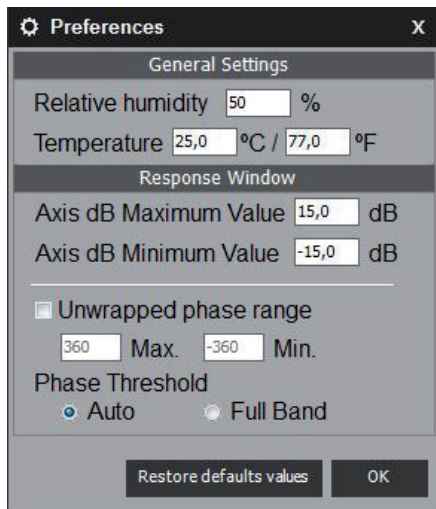 Preferences X
General Settings
Relative humidity 50 %
Temperature 25,0 ºC / 77,0 ºF
Response Window
Axis dB Maximum Value 15,0 dB
Axis dB Minimum Value -15,0 dB
Unwrapped phase range
360 Max. -360 Min.
Phase Threshold
Auto Full Band
Restore defaults values OK